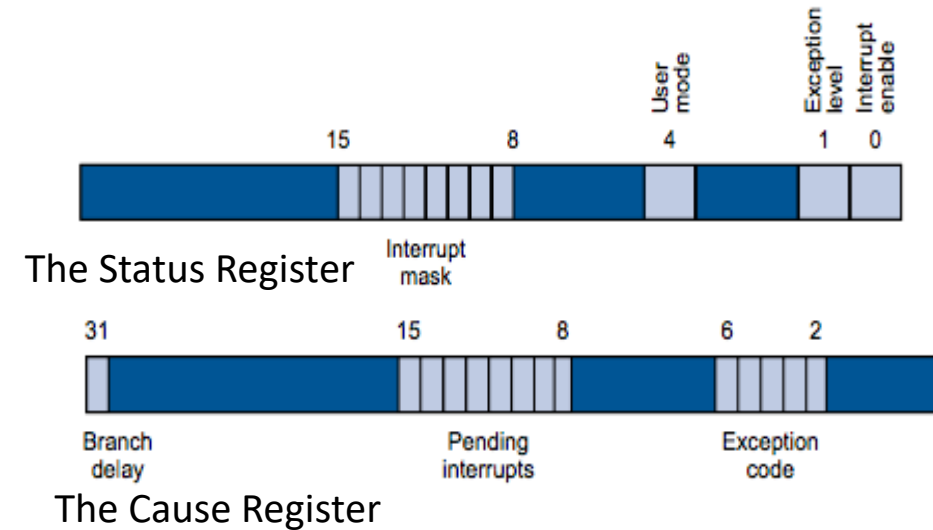 User
mode
Exception
level
Interrupt
enable
15 8 4 1 0
The Status Register
Interrupt
mask
31 15 8 6 2
Branch
delay
Pending
interrupts
Exception
code
The Cause Register